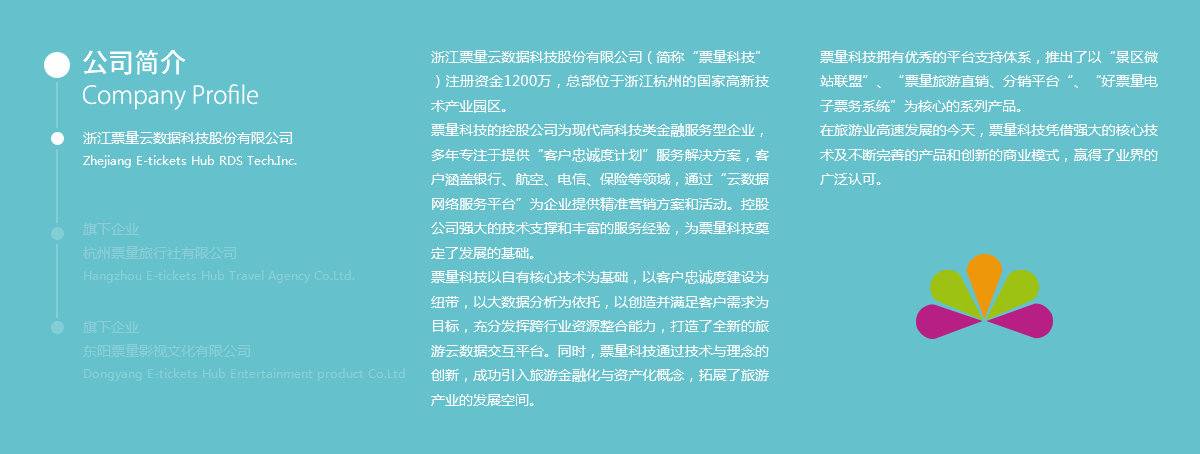 公司简介
Company Profile
浙江票量云数据科技股份有限公司
Zhejiang E-tickets Hub RDS Tech.Inc.
旗下企业
杭州票量旅行社有限公司
Hangzhou E-tickets Hub Travel Agency Co.Ltd.
旗下企业
东阳票量影视文化有限公司
Dongyang E-tickets Hub Entertainment product Co.Ltd
浙江票量云数据科技股份有限公司（简称“票量科技”
）注册资金1200万，总部位于浙江杭州的国家高新技
术产业园区。
票量科技的控股公司为现代高科技类金融服务型企业，
多年专注于提供“客户忠诚度计划”服务解决方案，客
户涵盖银行、航空、电信、保险等领域，通过“云数据
网络服务平台”为企业提供精准营销方案和活动。控股
公司强大的技术支撑和丰富的服务经验，为票量科技奠
定了发展的基础。
票量科技以自有核心技术为基础，以客户忠诚度建设为
纽带，以大数据分析为依托，以创造并满足客户需求为
目标，充分发挥跨行业资源整合能力，打造了全新的旅
游云数据交互平台。同时，票量科技通过技术与理念的
创新，成功引入旅游金融化与资产化概念，拓展了旅游
产业的发展空间。
票量科技拥有优秀的平台支持体系，推出了以“景区微
站联盟”、“票量旅游直销、分销平台“、“好票量电
子票务系统”为核心的系列产品。
在旅游业高速发展的今天，票量科技凭借强大的核心技
术及不断完善的产品和创新的商业模式，赢得了业界的
广泛认可。